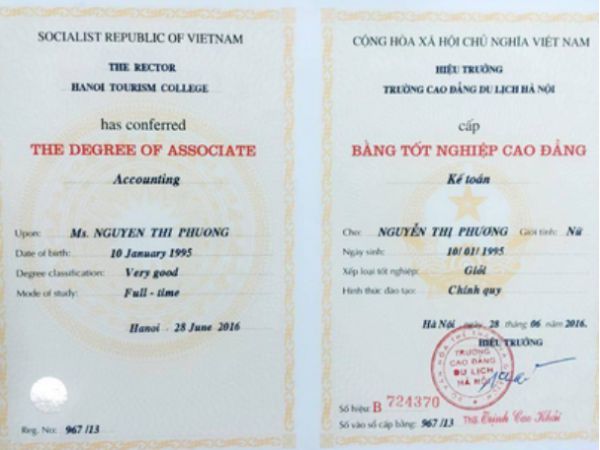 SOCIALIST REPUBLIC OF VIETNAM
THE RECTOR
HANOI TOURISM COLLEGE
has conferred
THE DEGREE OF ASSOCIATE
Accounting
Upon: Ms. NGUYEN THI PHUONG
Date of birth: 10 January 1995
Degree classification: Very good
Mode of study: Full - time
Hanoi - 28 June 2016
Reg. No: 967/13
CỘNG HÒA XÃ HỘI CHỦ NGHĨA VIỆT NAM
HIỆU TRƯỞNG
TRƯỜNG CAO ĐẲNG DU LỊCH HÀ NỘI
cấp
BẰNG TỐT NGHIỆP CAO ĐẲNG
Kế toán
Cho: NGUYỄN THỊ PHƯƠNG Giới tính: Nữ
Ngày sinh: 10/01/1995
Xếp loại tốt nghiệp: Giỏi
Hình thức đào tạo: Chính quy
Hà Nội, ngày 28 tháng 06 năm 2016.
HIỆU TRƯỞNG
TRƯỜNG
CAO ĐẲNG
DU LỊCH
HÀ NỘI
Số hiệu: B 724370
Số vào sổ cấp bằng: 967/13 ThS Trịnh Cao Khải